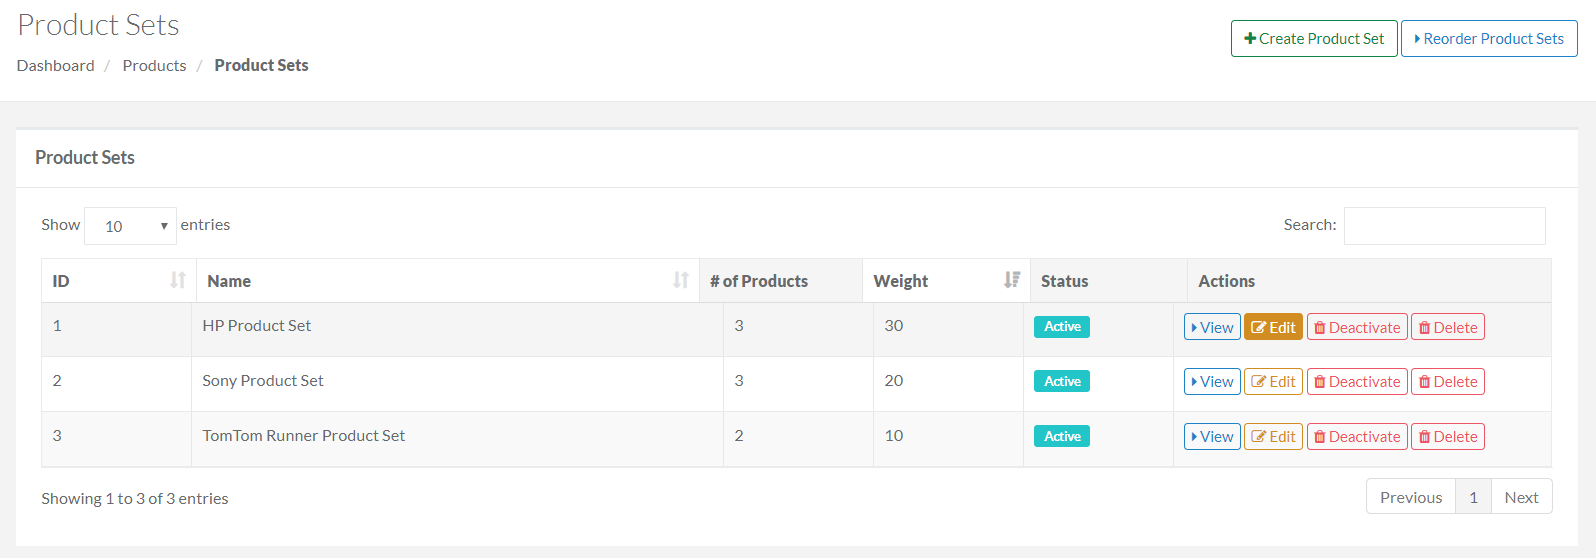 Product Sets
Create Product Set Reorder Product Sets
Dashboard / Products / Product Sets
Product Sets
Show 10 entries Search:
ID Name # of Products Weight Status Actions
1 HP Product Set 3 30 Active View Edit Deactivate Delete
2 Sony Product Set 3 20 Active View Edit Deactivate Delete
3 TomTom Runner Product Set 2 10 Active View Edit Deactivate Delete
Showing 1 to 3 of 3 entries Previous 1 Next